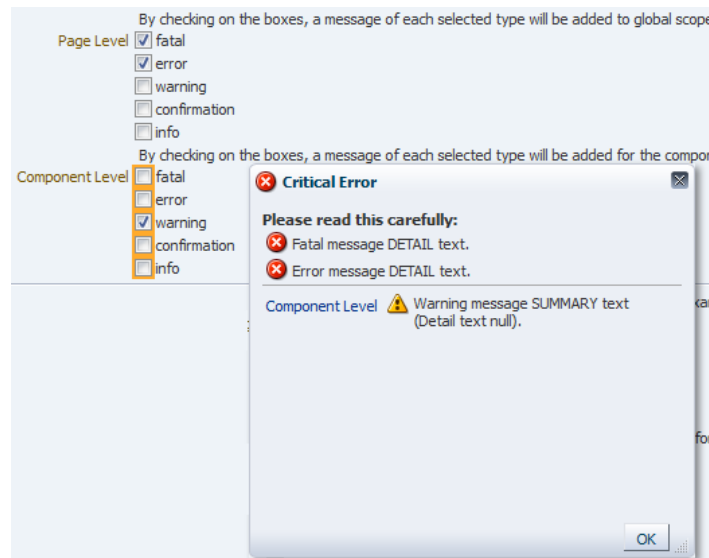 By checking on the boxes, a message of each selected type will be added to global scope
Page Level fatal
error
warning
confirmation
info
By checking on the boxes, a message of each selected type will be added for the
Component Level fatal
error
warning
confirmation
info
Critical Error
Please read this carefully:
Fatal message DETAIL text.
Error message DETAIL text.
Component Level Warning message SUMMARY text
(Detail text null).
OK